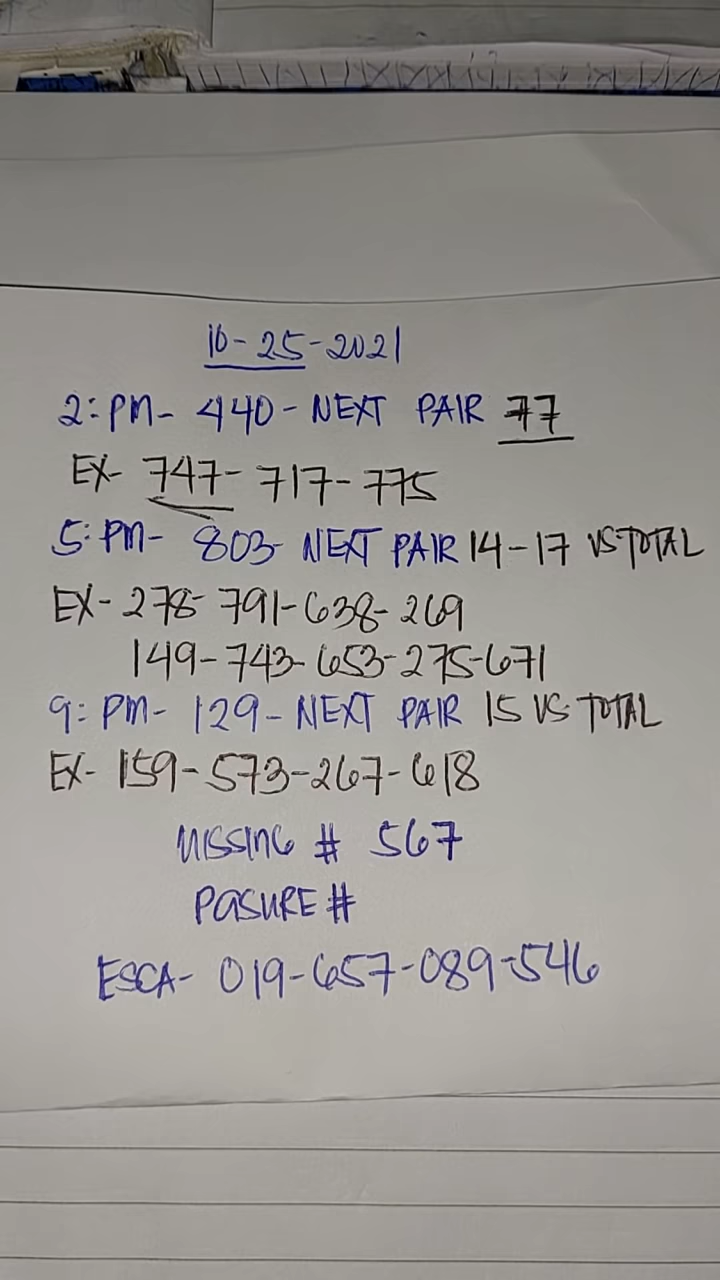 10-25-2021
2:PM- 440- NEXT PAIR 77
EX- 747- 717- 775
5:PM- 803- NEXT PAIR 14-17 VS TOTAL
EX- 278- 791- 638- 269
149- 743- 653- 275- 671
9: PM- 129- NEXT PAIR 15 VS TOTAL
EX- 159- 573- 267- 618
MISSING # 567
PASURE #
ESCA- 019- 657- 089- 546